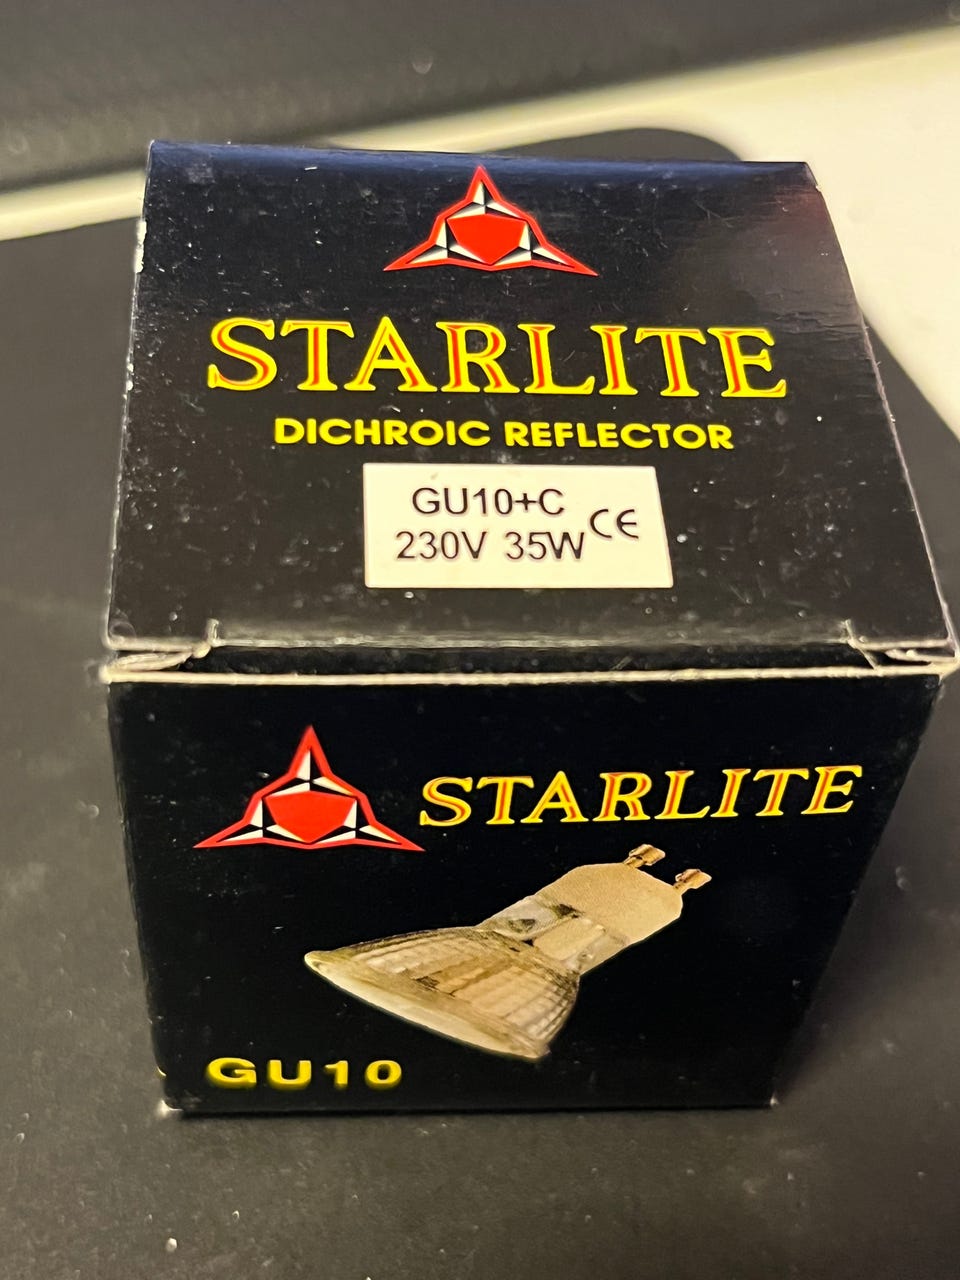 STARLITE
DICHROIC REFLECTOR
GU10+C
230V 35W CE
STARLITE
GU10